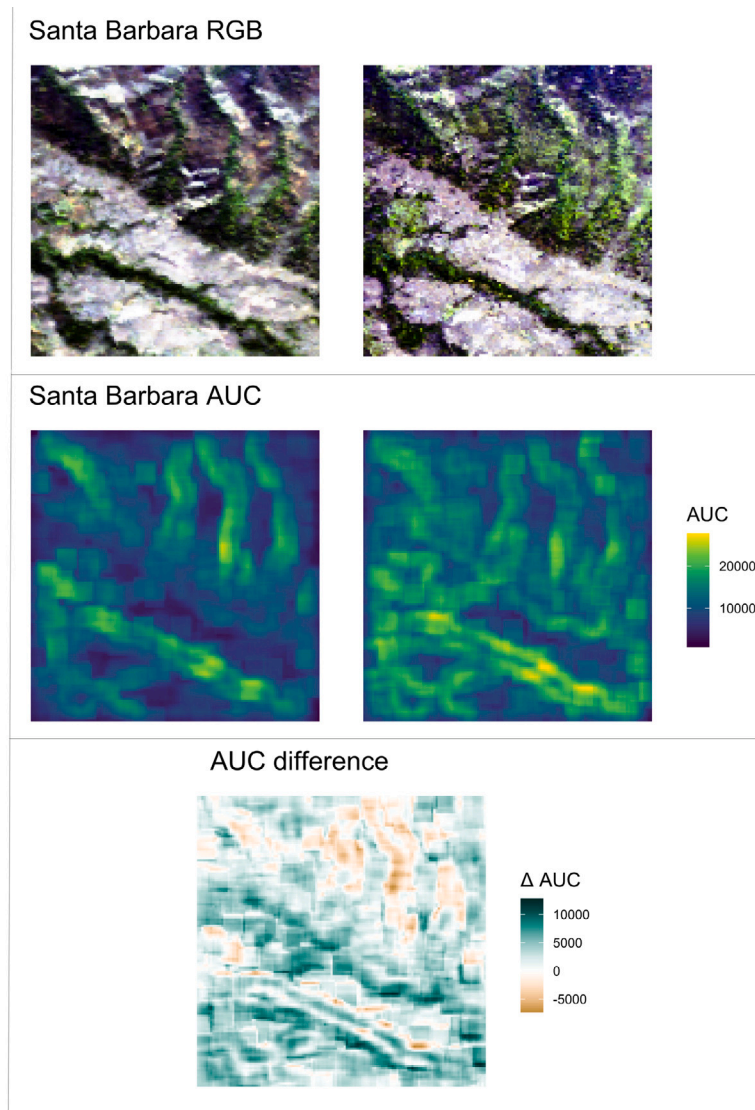 Santa Barbara RGB
Santa Barbara AUC
AUC
20000
10000
AUC difference
Δ AUC
10000
5000
0
-5000